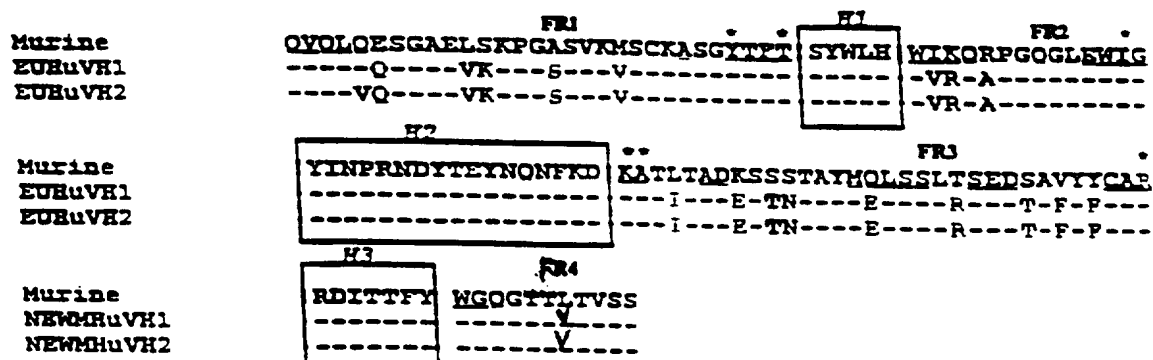 FR1 * * H1 FR2 *
Murine QVQLQESGAELSKPGASVKMSCKASGYTFT SYWLH WIKQRPGQGLEWIG
EUHuVH1 -----Q----VK---S---V----------- ----- -VR-A---------
EUHuVH2 ----VQ----VK---S---V----------- ----- -VR-A---------
H2 ** FR3 *
Murine YINPRNDYTEYNQNFKD KATLTADKSSSTAYMQLSSLTSEDSAVYYCAR
EUHuVH1 ----------------- ---I---E-TN----E----R---T-F-F---
EUHuVH2 ----------------- ---I---E-TN----E----R---T-F-F---
H3 FR4
Murine RDITTFY WGQGTTLTVSS
NEWMHuVH1 ------- ------V----
NEWMHuVH2 ------- ------V----